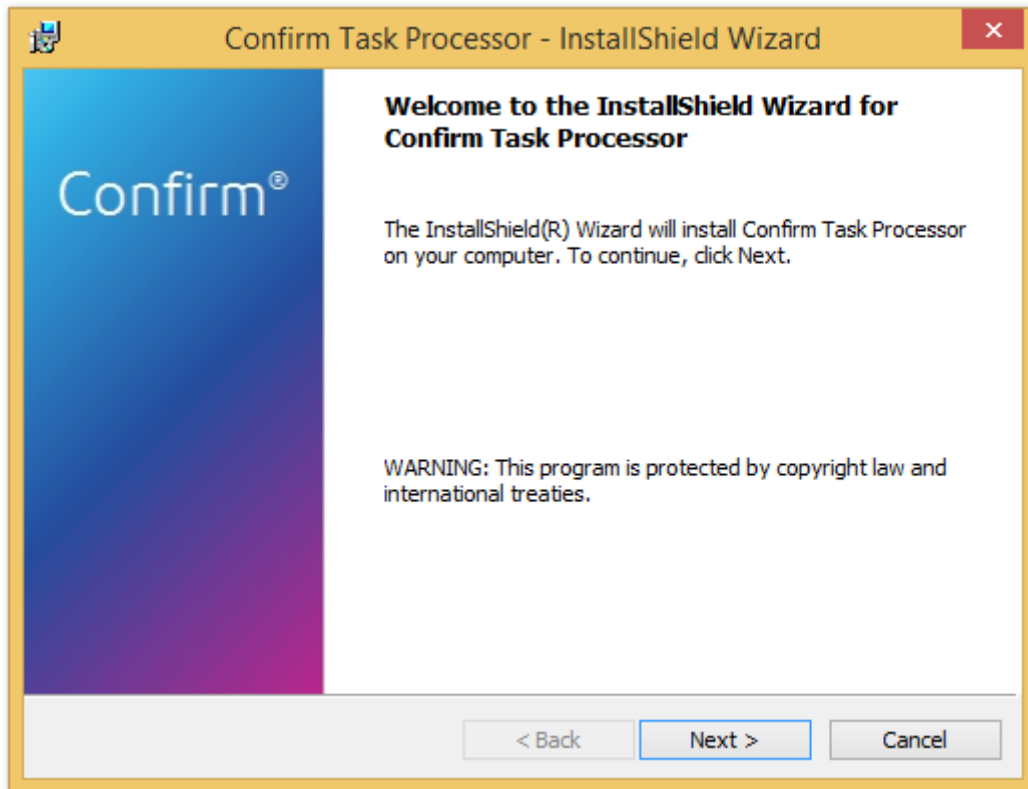 Confirm Task Processor - InstallShield Wizard
Confirm®
Welcome to the InstallShield Wizard for
Confirm Task Processor
The InstallShield(R) Wizard will install Confirm Task Processor
on your computer. To continue, click Next.
WARNING: This program is protected by copyright law and
international treaties.
< Back Next > Cancel